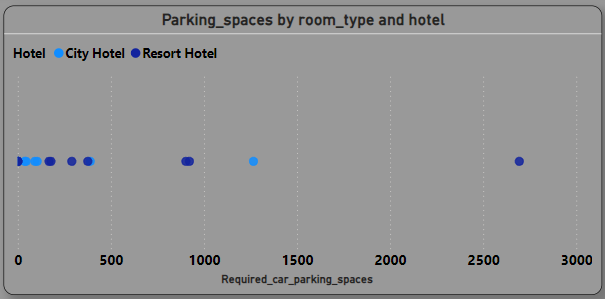 Parking_spaces by room_type and hotel
Hotel City Hotel Resort Hotel
0 500 1000 1500 2000 2500 3000
Required_car_parking_spaces